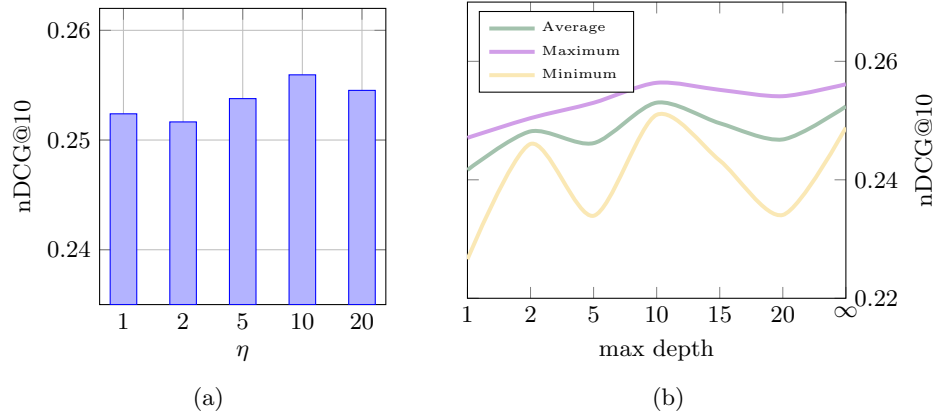 0.26
0.25
0.24
nDCG@10
1 2 5 10 20
η
(a)
Average
Maximum
Minimum
0.26
0.24
0.22
nDCG@10
1 2 5 10 15 20 ∞
max depth
(b)